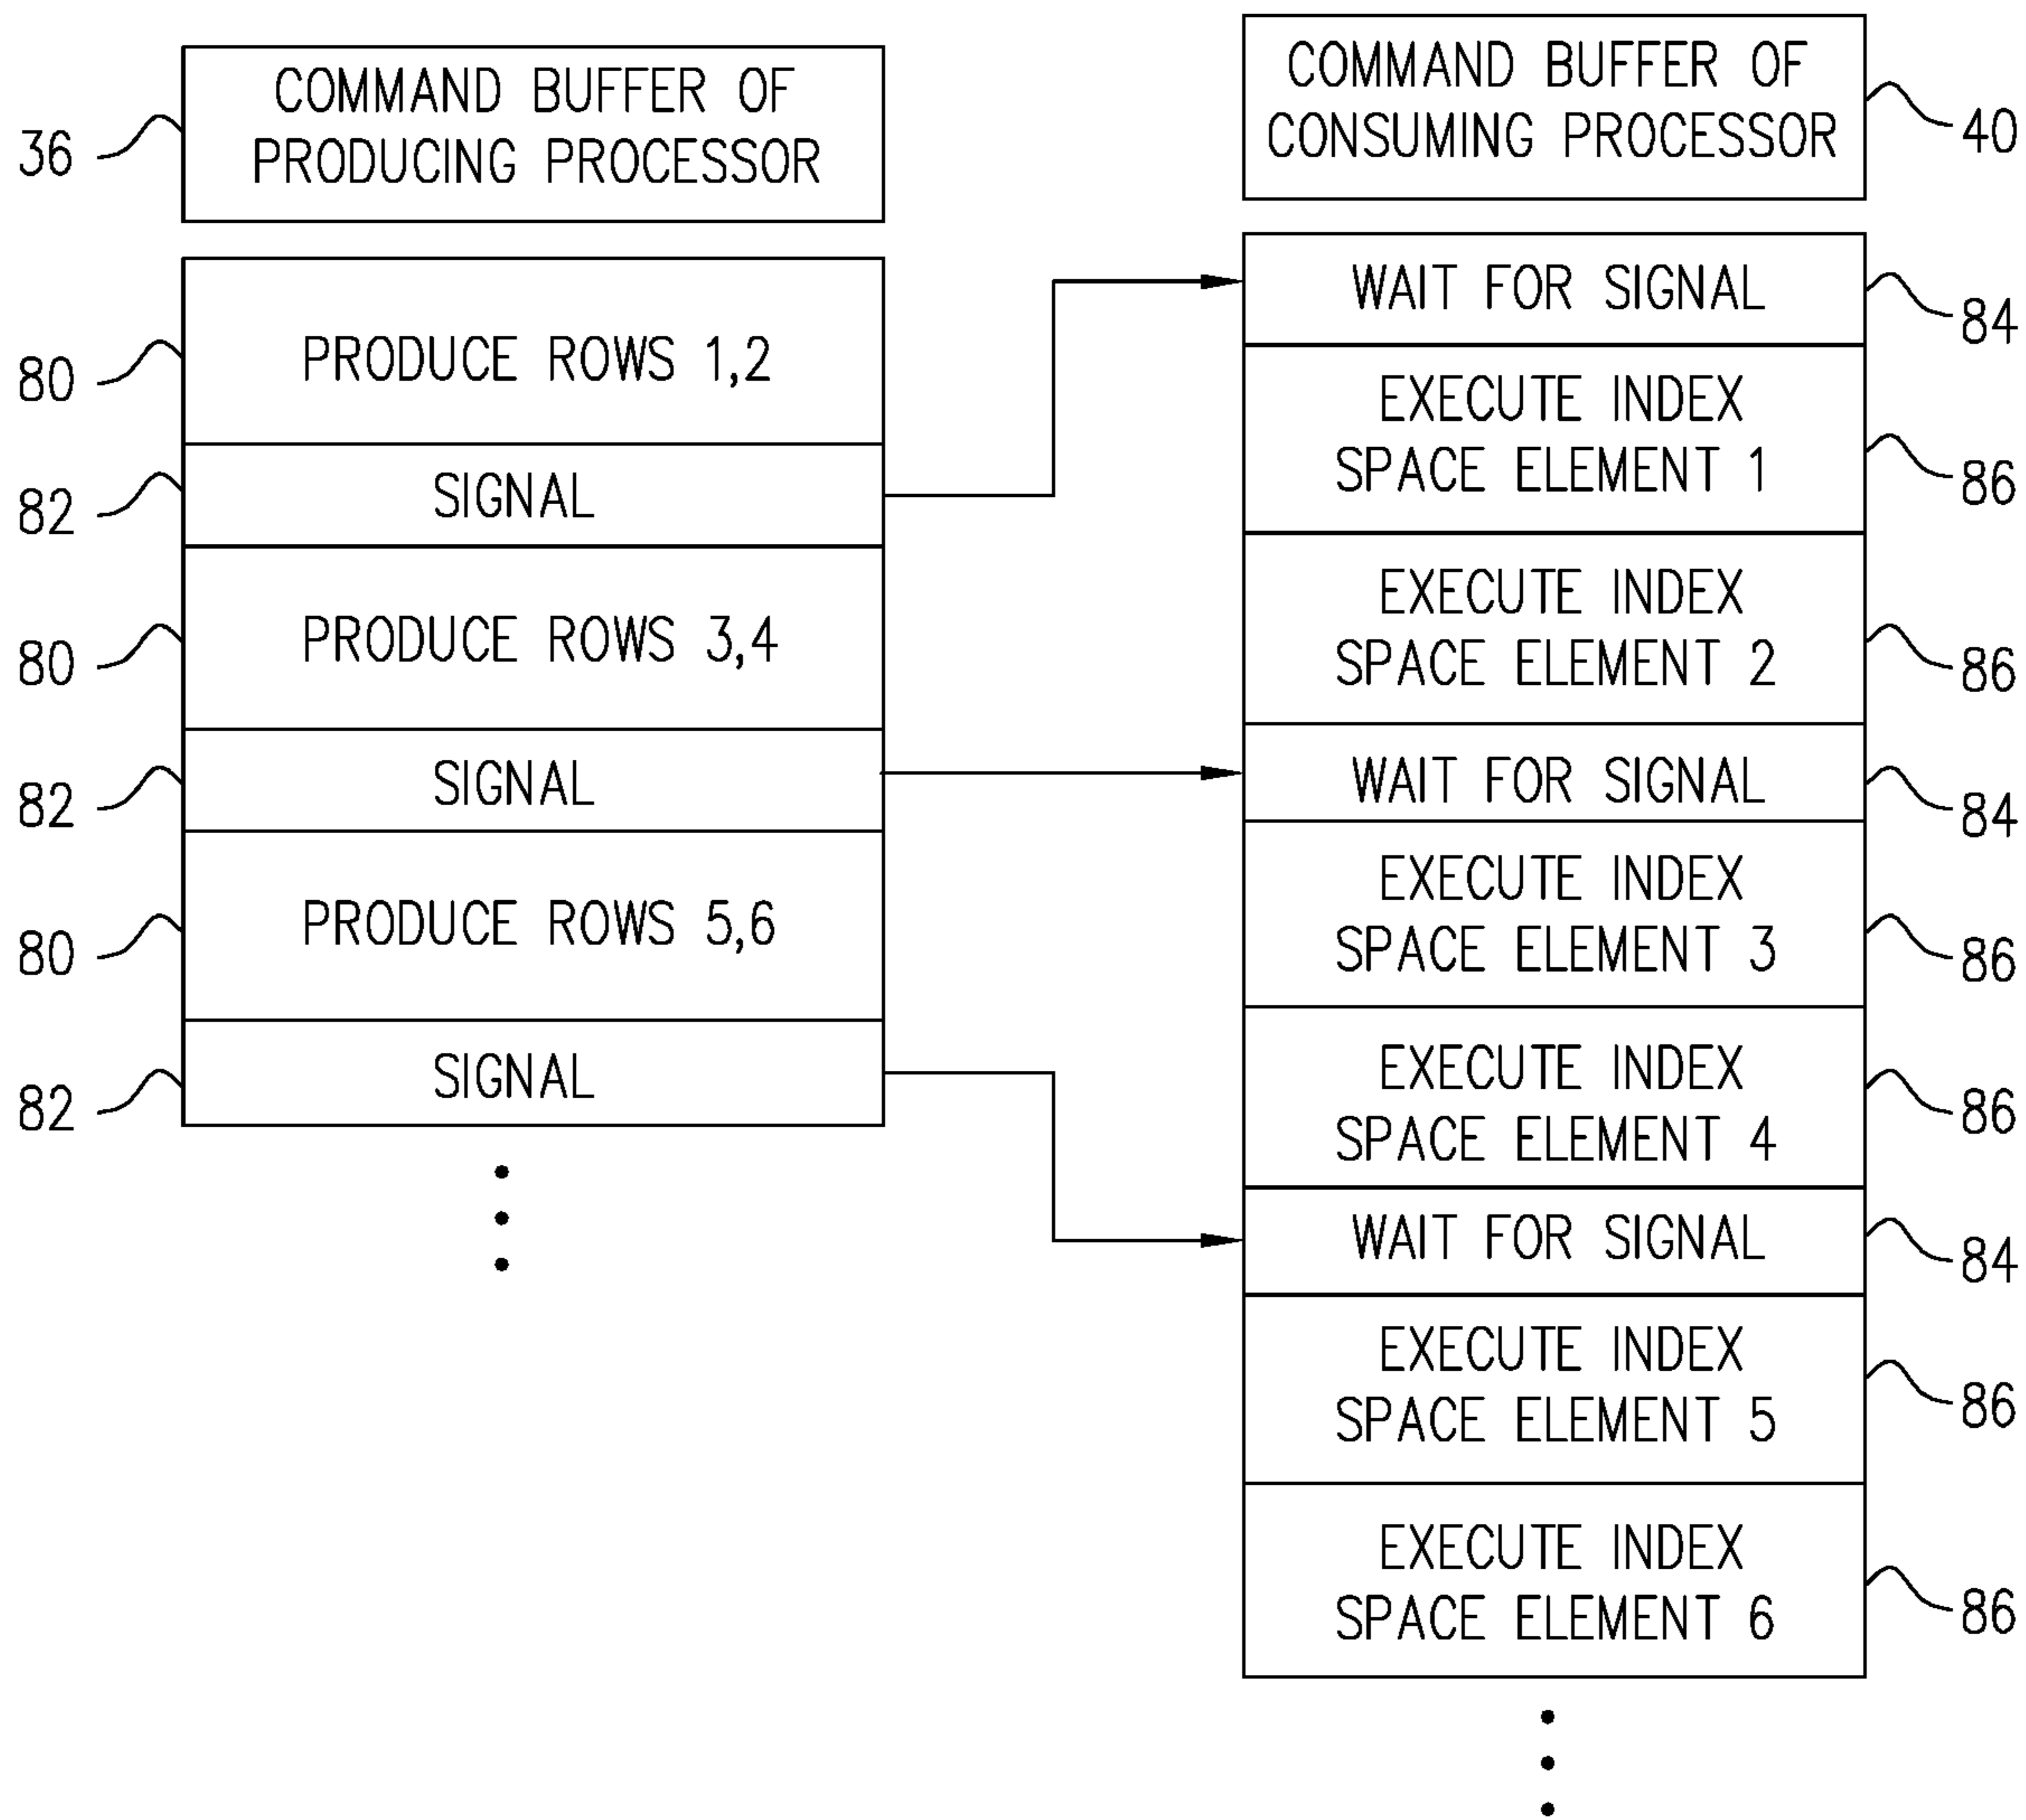 COMMAND BUFFER OF
PRODUCING PROCESSOR
36
PRODUCE ROWS 1,2
80
SIGNAL
82
PRODUCE ROWS 3,4
80
SIGNAL
82
PRODUCE ROWS 5,6
80
SIGNAL
82
COMMAND BUFFER OF
CONSUMING PROCESSOR
40
WAIT FOR SIGNAL
84
EXECUTE INDEX
SPACE ELEMENT 1
86
EXECUTE INDEX
SPACE ELEMENT 2
86
WAIT FOR SIGNAL
84
EXECUTE INDEX
SPACE ELEMENT 3
86
EXECUTE INDEX
SPACE ELEMENT 4
86
WAIT FOR SIGNAL
84
EXECUTE INDEX
SPACE ELEMENT 5
86
EXECUTE INDEX
SPACE ELEMENT 6
86